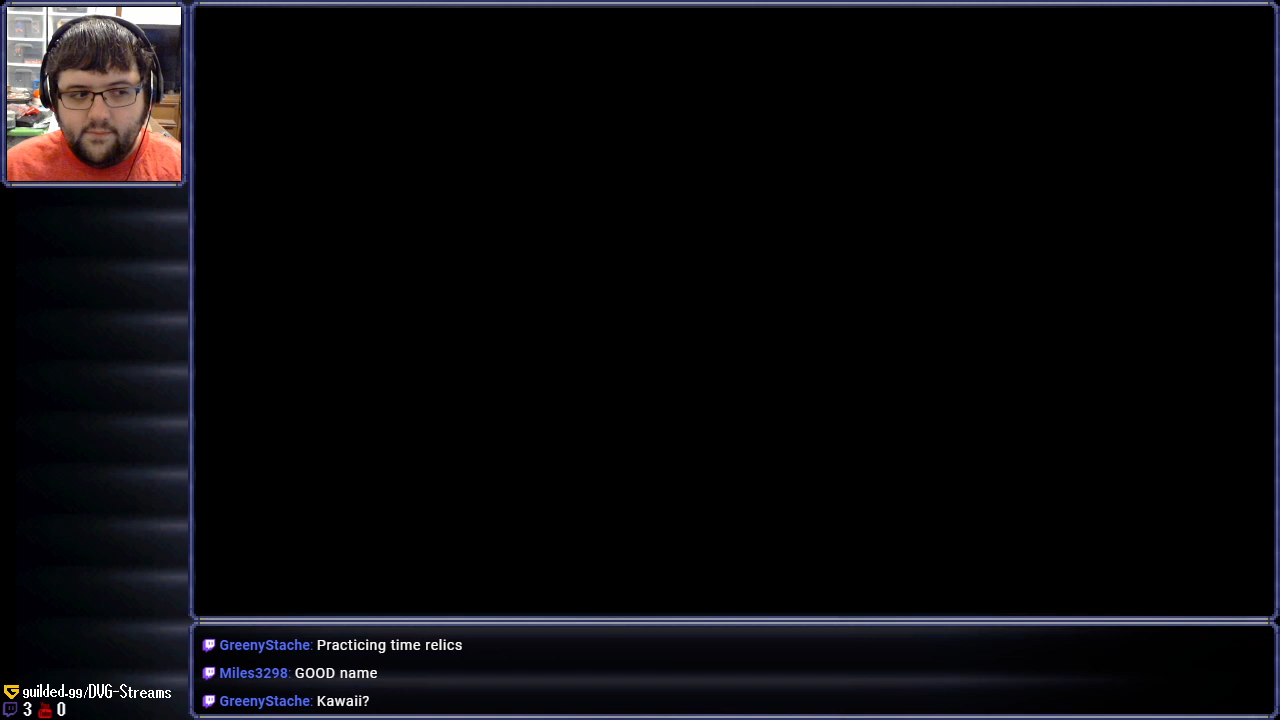 GreenyStache: Practicing time relics
Miles3298: GOOD name
GreenyStache: Kawaii?
guilded.gg/DVG-Streams
3 0